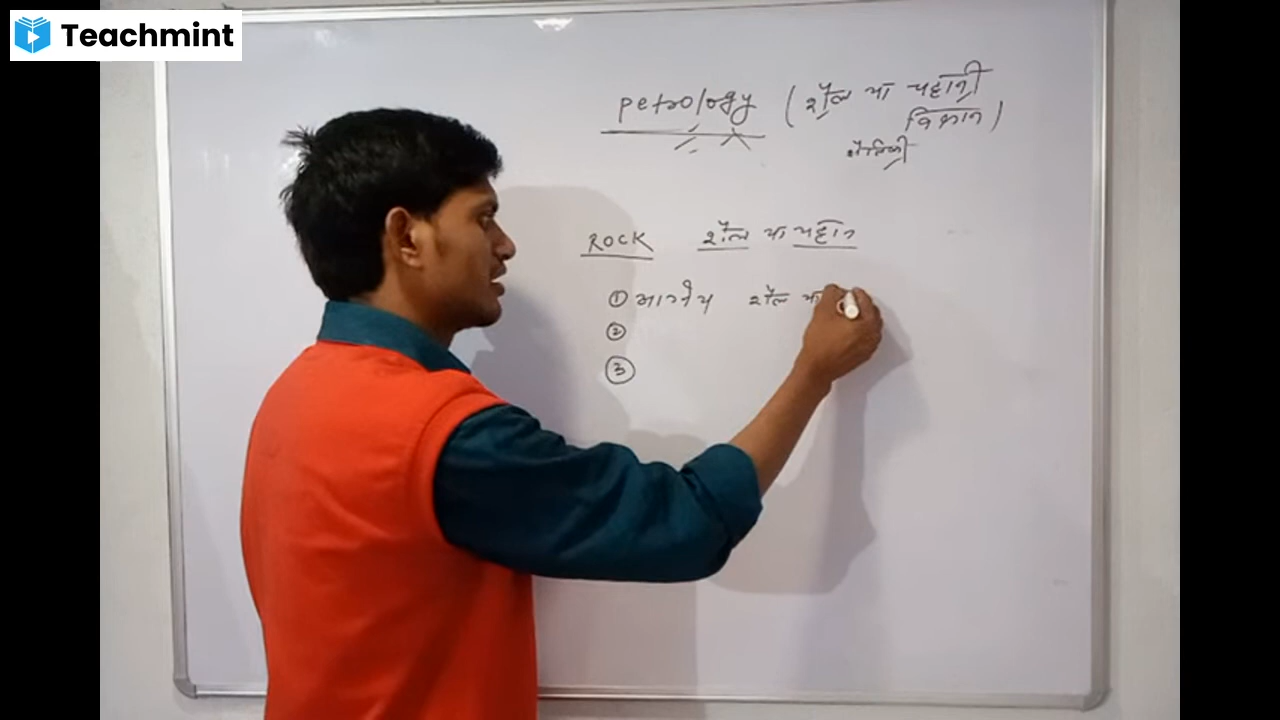 Teachmint
petrology (शैल या चट्टानी
विज्ञान)
ROCK शैल या चट्टान
① आग्नेय शैल या
②
③